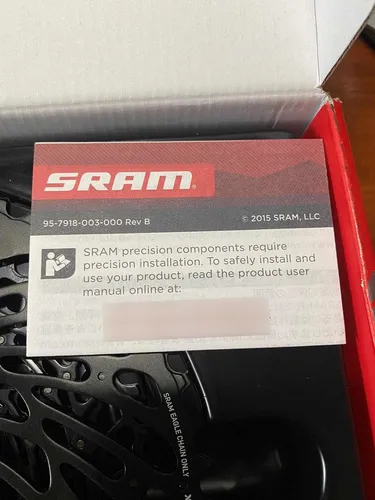 SRAM
95-7918-003-000 Rev B © 2015 SRAM, LLC
SRAM precision components require
precision installation. To safely install and
use your product, read the product user
manual online at:
SRAM EAGLE CHAIN ONLY